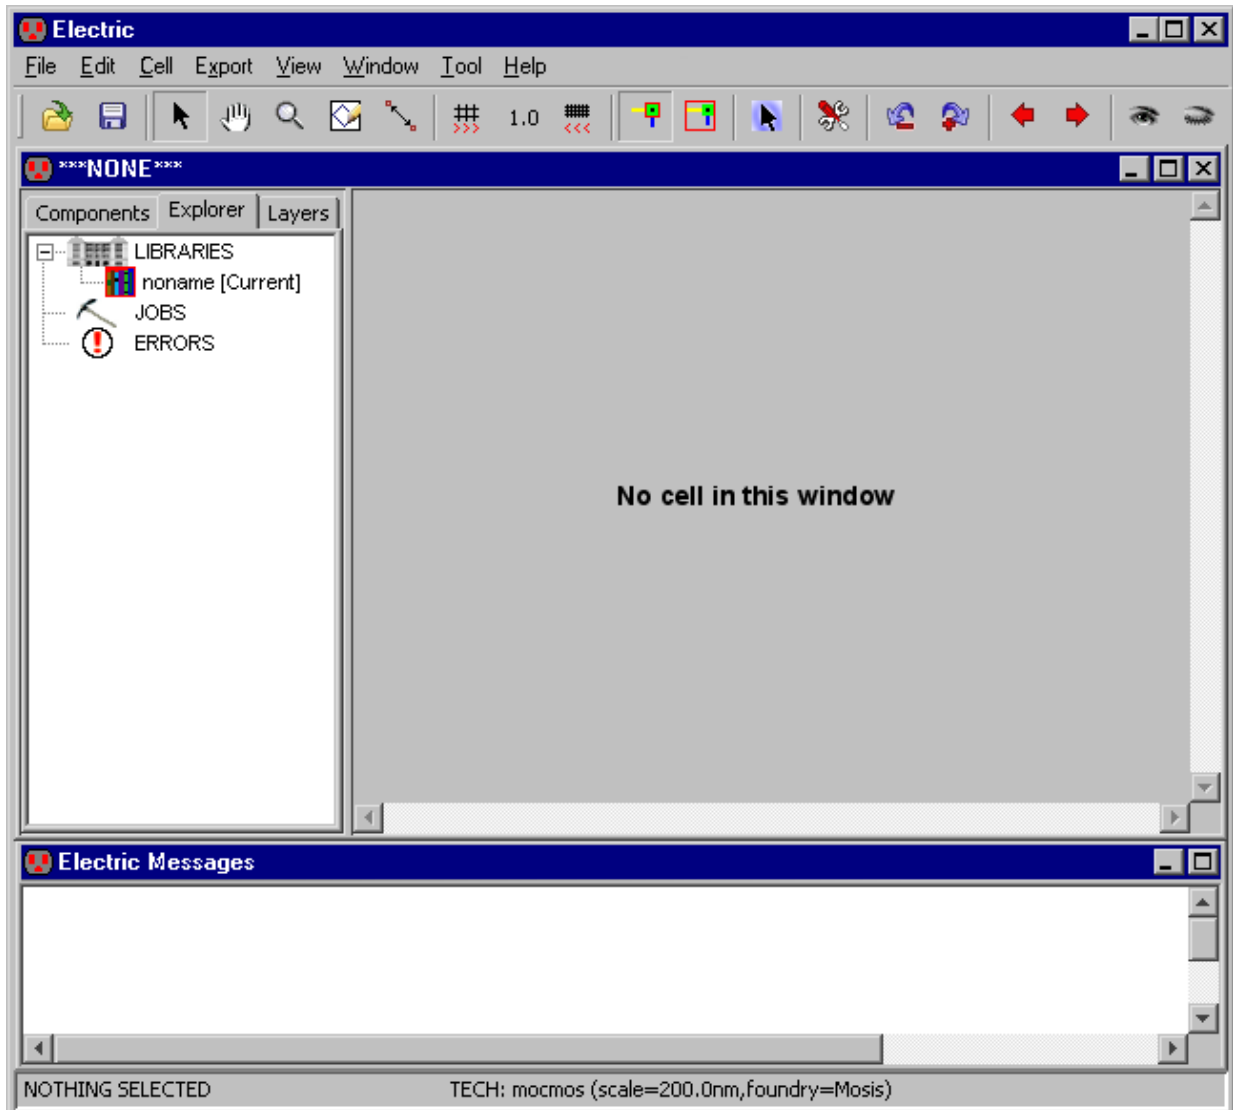 Electric
File Edit Cell Export View Window Tool Help
>>> 1.0 <<<
***NONE***
Components Explorer Layers
LIBRARIES
noname [Current]
JOBS
ERRORS
No cell in this window
Electric Messages
NOTHING SELECTED TECH: mocmos (scale=200.0nm,foundry=Mosis)